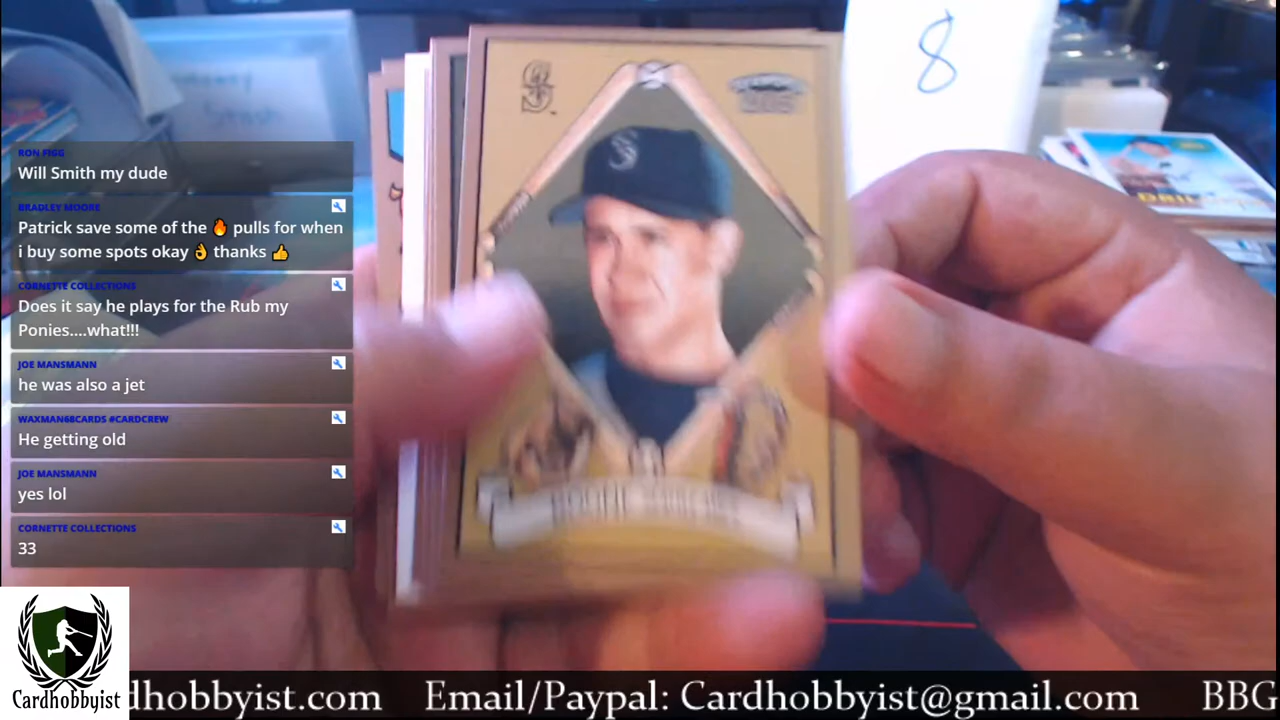 8
RON FIGG
Will Smith my dude
BRADLEY MOORE
Patrick save some of the 🔥 pulls for when
i buy some spots okay 👌 thanks 👍
CORNETTE COLLECTIONS
Does it say he plays for the Rub my
Ponies....what!!!
JOE MANSMANN
he was also a jet
WAXMAN68CARDS #CARDCREW
He getting old
JOE MANSMANN
yes lol
CORNETTE COLLECTIONS
33
Cardhobbyist
dhobbyist.com Email/Paypal: Cardhobbyist@gmail.com BBG